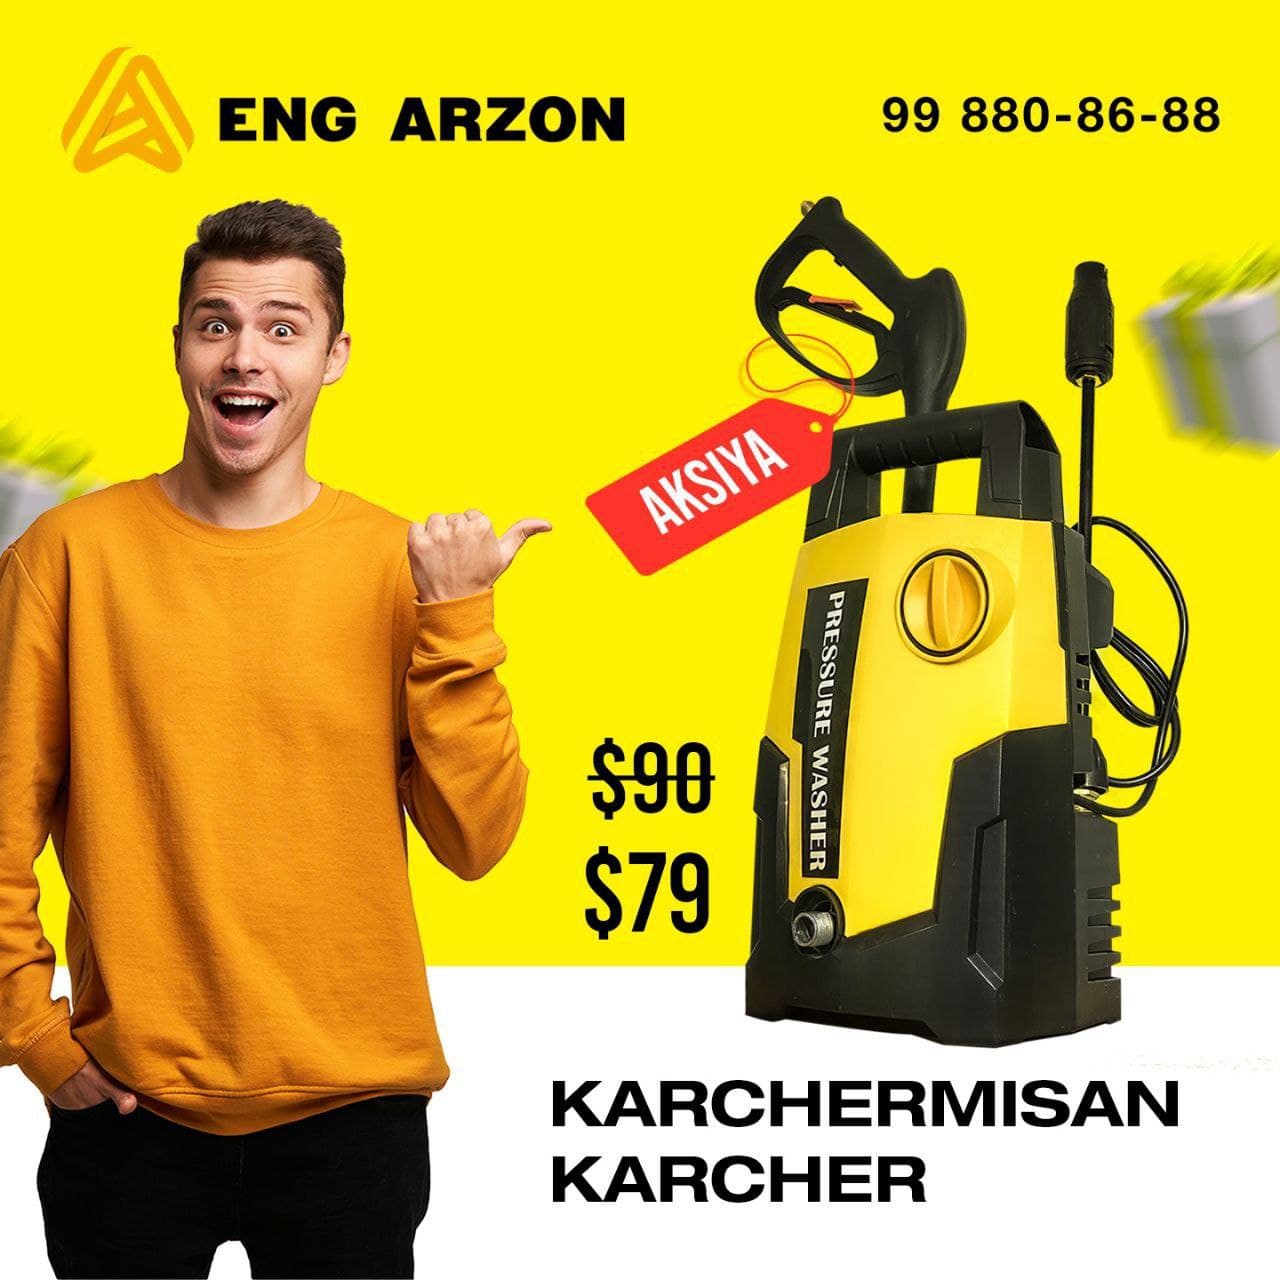 ENG ARZON
99 880-86-88
AKSIYA
PRESSURE WASHER
$90
$79
KARCHERMISAN
KARCHER